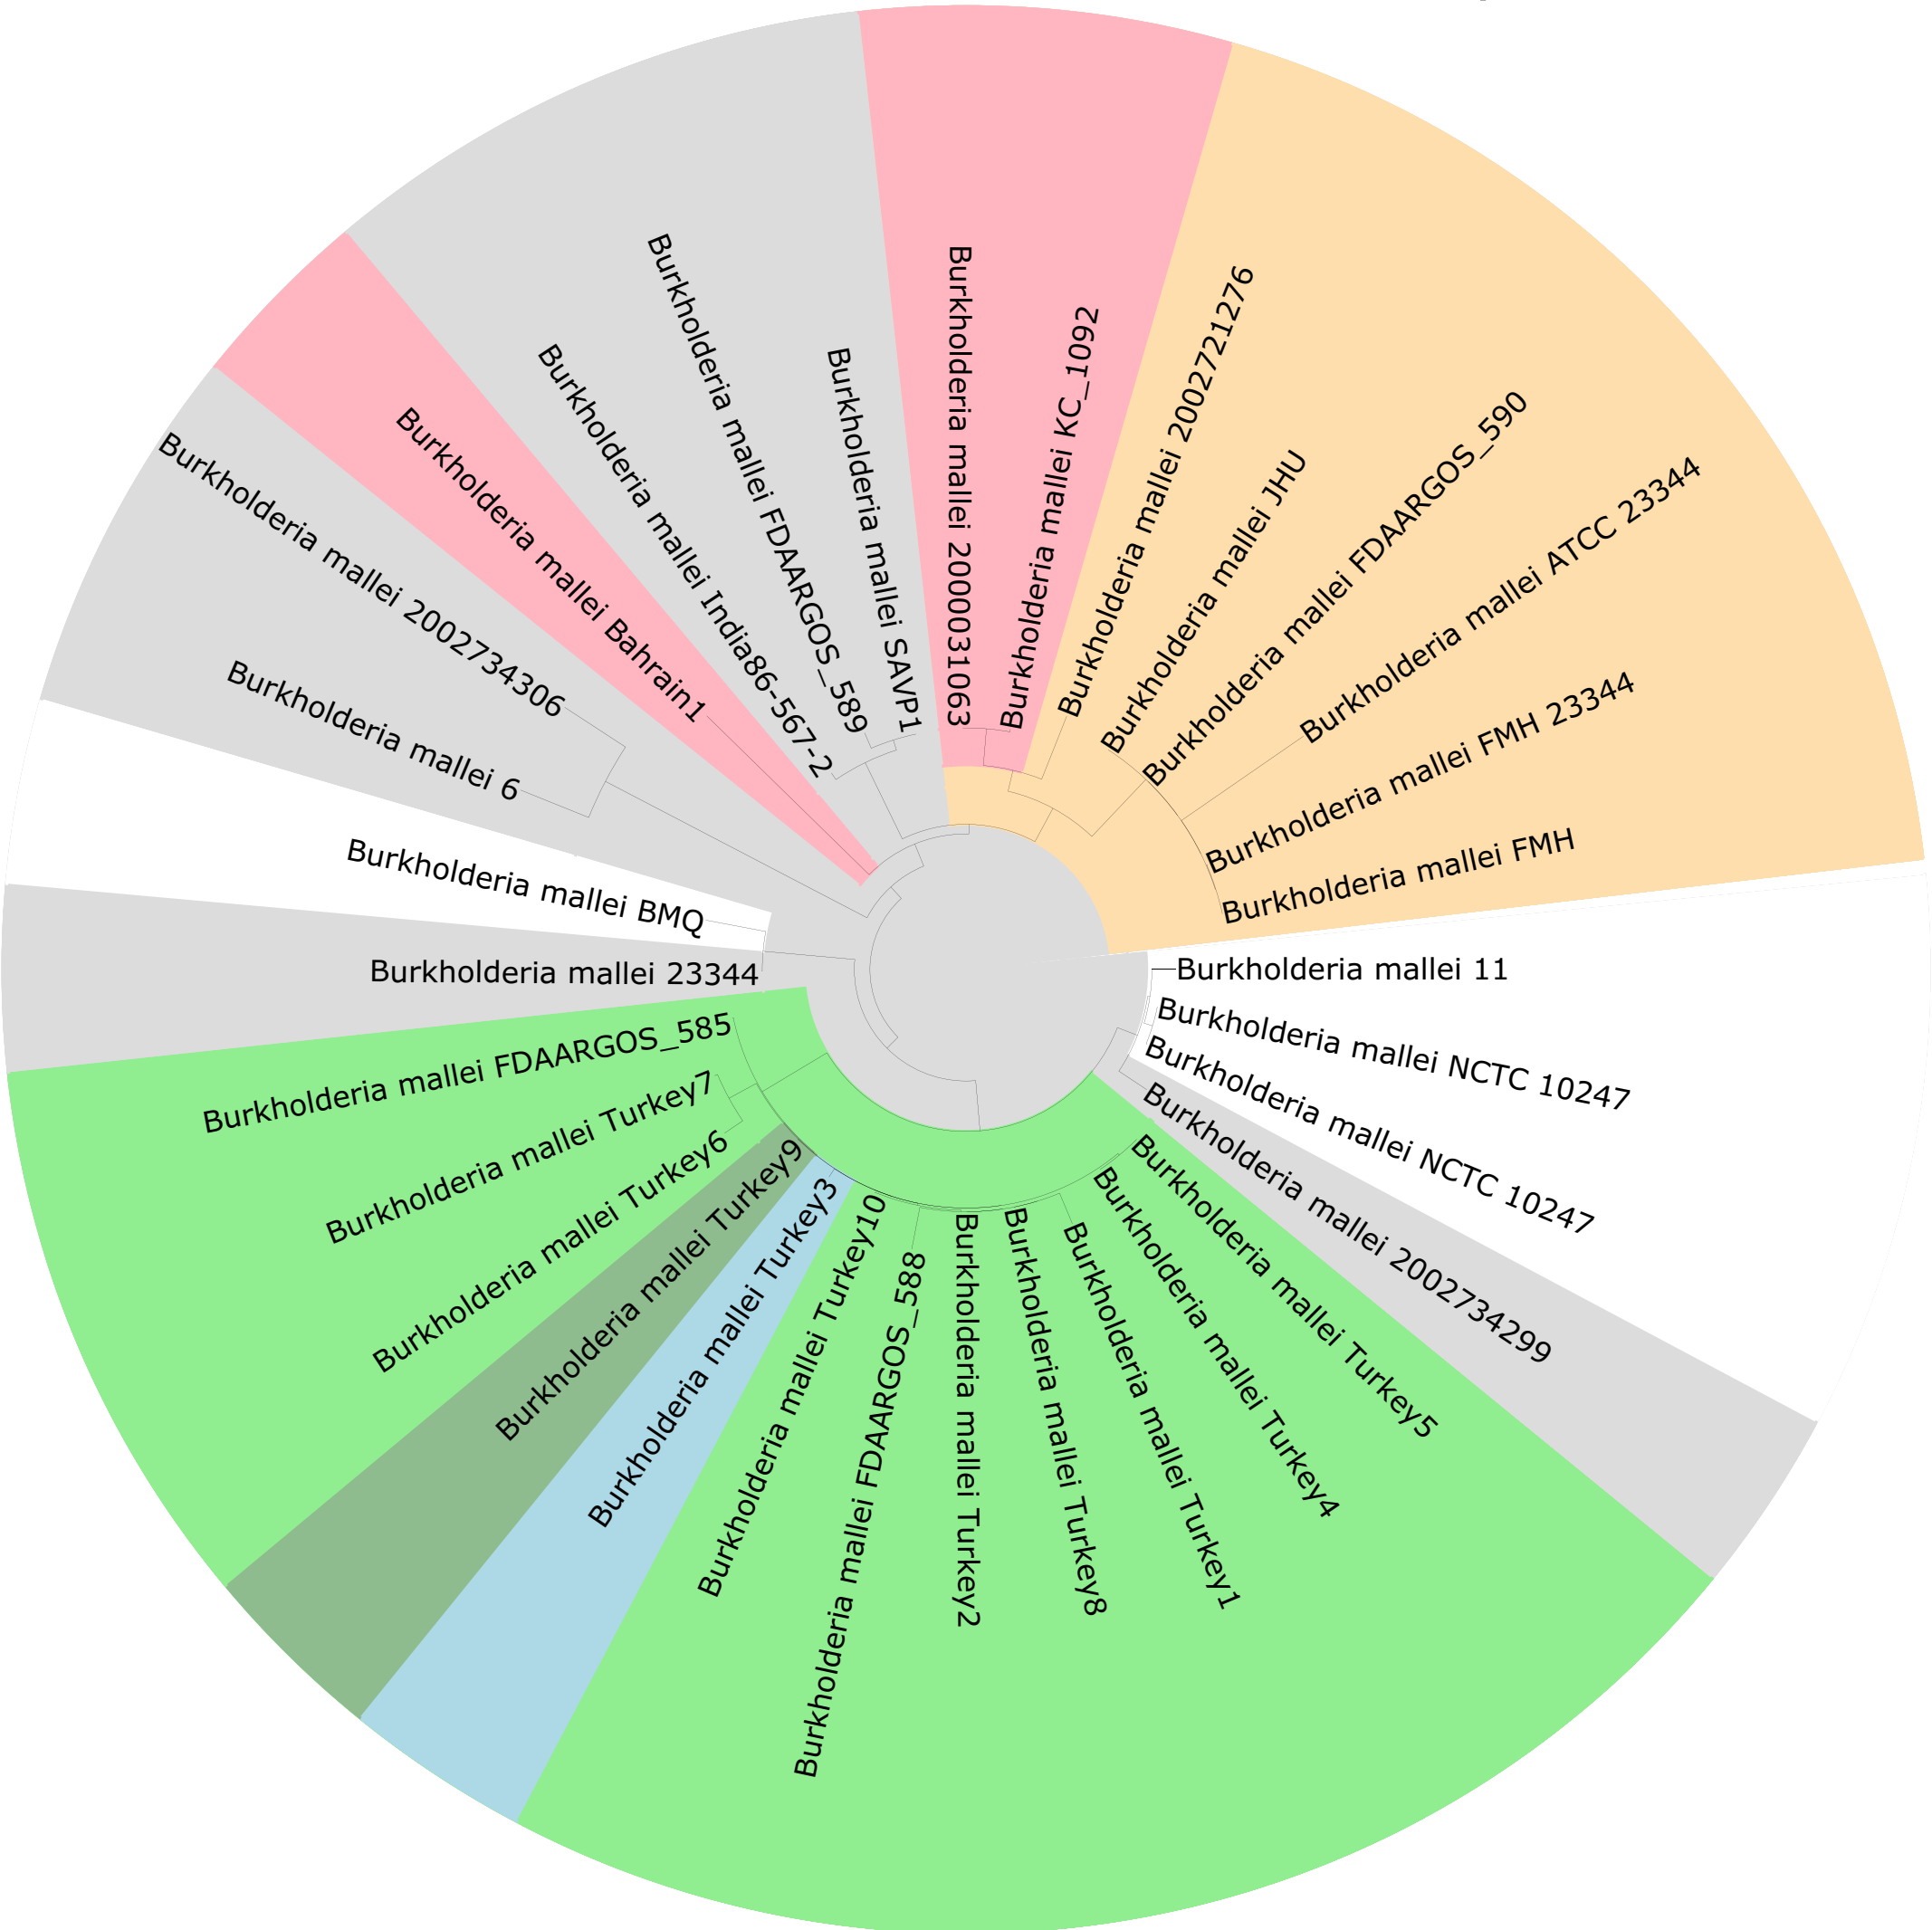 Burkholderia mallei 2000031063
Burkholderia mallei KC_1092
Burkholderia mallei 2002721276
Burkholderia mallei JHU
Burkholderia mallei FDAARGOS_590
Burkholderia mallei ATCC 23344
Burkholderia mallei FMH 23344
Burkholderia mallei FMH
Burkholderia mallei 11
Burkholderia mallei NCTC 10247
Burkholderia mallei NCTC 10247
Burkholderia mallei 2002734299
Burkholderia mallei Turkey5
Burkholderia mallei Turkey4
Burkholderia mallei Turkey1
Burkholderia mallei Turkey8
Burkholderia mallei Turkey2
Burkholderia mallei FDAARGOS_588
Burkholderia mallei Turkey10
Burkholderia mallei Turkey3
Burkholderia mallei Turkey9
Burkholderia mallei Turkey6
Burkholderia mallei Turkey7
Burkholderia mallei FDAARGOS_585
Burkholderia mallei 23344
Burkholderia mallei BMQ
Burkholderia mallei 6
Burkholderia mallei 2002734306
Burkholderia mallei Bahrain1
Burkholderia mallei India86-567-2
Burkholderia mallei FDAARGOS_589
Burkholderia mallei SAVP1